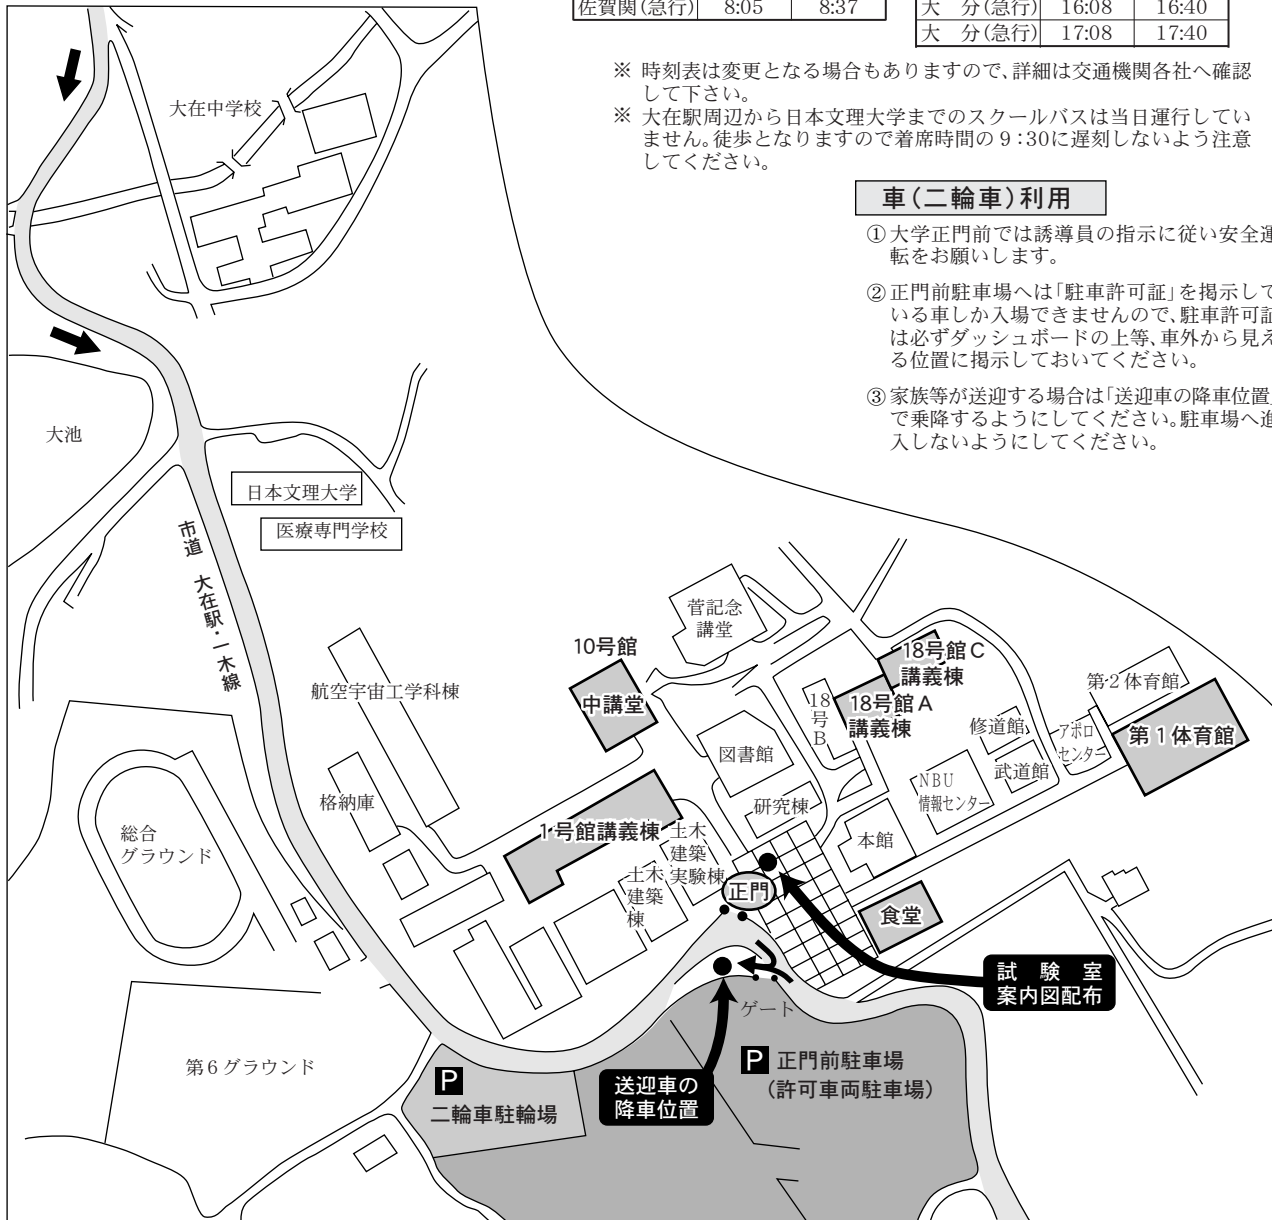 佐賀関(急行) 8:05 8:37
大　分(急行) 16:08 16:40
大　分(急行) 17:08 17:40
※ 時刻表は変更となる場合もありますので、詳細は交通機関各社へ確認
して下さい。
※ 大在駅周辺から日本文理大学までのスクールバスは当日運行してい
ません。徒歩となりますので着席時間の9:30に遅刻しないよう注意
してください。
車(二輪車)利用
①大学正門前では誘導員の指示に従い安全運
転をお願いします。
②正門前駐車場へは「駐車許可証」を掲示して
いる車しか入場できませんので、駐車許可証
は必ずダッシュボードの上等、車外から見え
る位置に掲示しておいてください。
③家族等が送迎する場合は「送迎車の降車位置」
で乗降するようにしてください。駐車場へ進
入しないようにしてください。
大在中学校
大池
日本文理大学
医療専門学校
市道　大在駅・一木線
菅記念
講堂
10号館
中講堂
航空宇宙工学科棟
格納庫
総合
グラウンド
18号館C
講義棟
18号館A
講義棟
18号B
第2体育館
第1体育館
アポロ
センター
修道館
武道館
NBU
情報センター
図書館
研究棟
本館
1号館講義棟
土木
建築
実験棟
土木
建築
棟
正門
食堂
試験室
案内図配布
ゲート
第6グラウンド
P
二輪車駐輪場
送迎車の
降車位置
P 正門前駐車場
(許可車両駐車場)